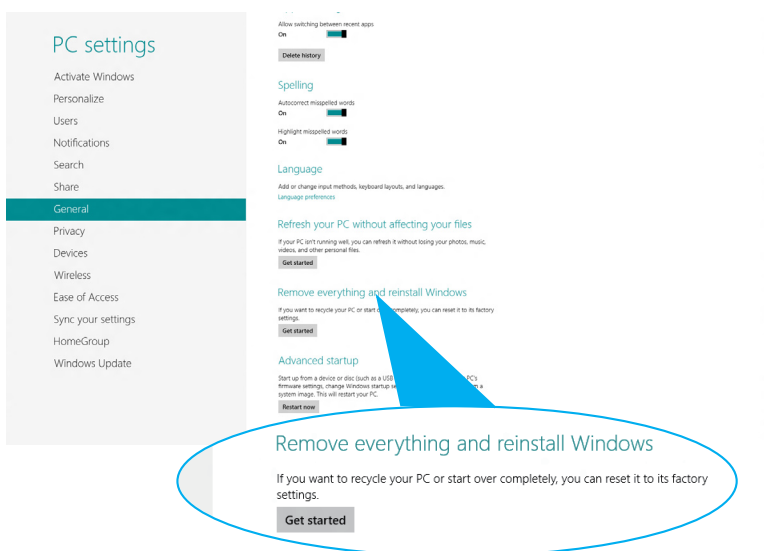 PC settings
Activate Windows
Personalize
Users
Notifications
Search
Share
General
Privacy
Devices
Wireless
Ease of Access
Sync your settings
HomeGroup
Windows Update
Allow switching between recent apps
On
Delete history
Spelling
Autocorrect misspelled words
On
Highlight misspelled words
On
Language
Add or change input methods, keyboard layouts, and languages.
Language preferences
Refresh your PC without affecting your files
If your PC isn't running well, you can refresh it without losing your photos, music,
videos, and other personal files.
Get started
Remove everything and reinstall Windows
If you want to recycle your PC or start completely, you can reset it to its factory
settings.
Get started
Advanced startup
Start up from a device or disc (such as a USB PC's
firmware settings, change Windows startup a
system image. This will restart your PC.
Restart now
Remove everything and reinstall Windows
If you want to recycle your PC or start over completely, you can reset it to its factory
settings.
Get started